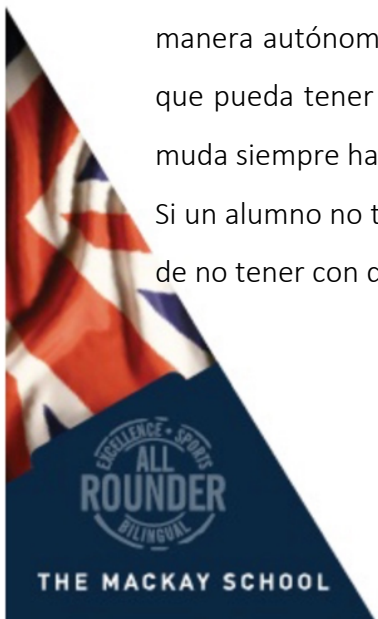 manera autónom
que pueda tener
muda siempre ha
Si un alumno no t
de no tener con
EXCELLENCE • SPORTS
ALL
ROUNDER
BILINGUAL
THE MACKAY SCHOOL